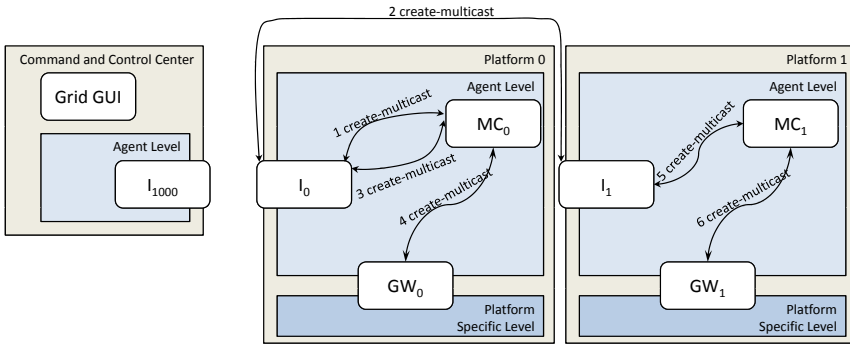 2 create-multicast
Command and Control Center
Grid GUI
Agent Level
I1000
Platform 0
Agent Level
1 create-multicast
MC0
3 create-multicast
I0
4 create-multicast
GW0
Platform
Specific Level
Platform 1
Agent Level
5 create-multicast
MC1
I1
6 create-multicast
GW1
Platform
Specific Level